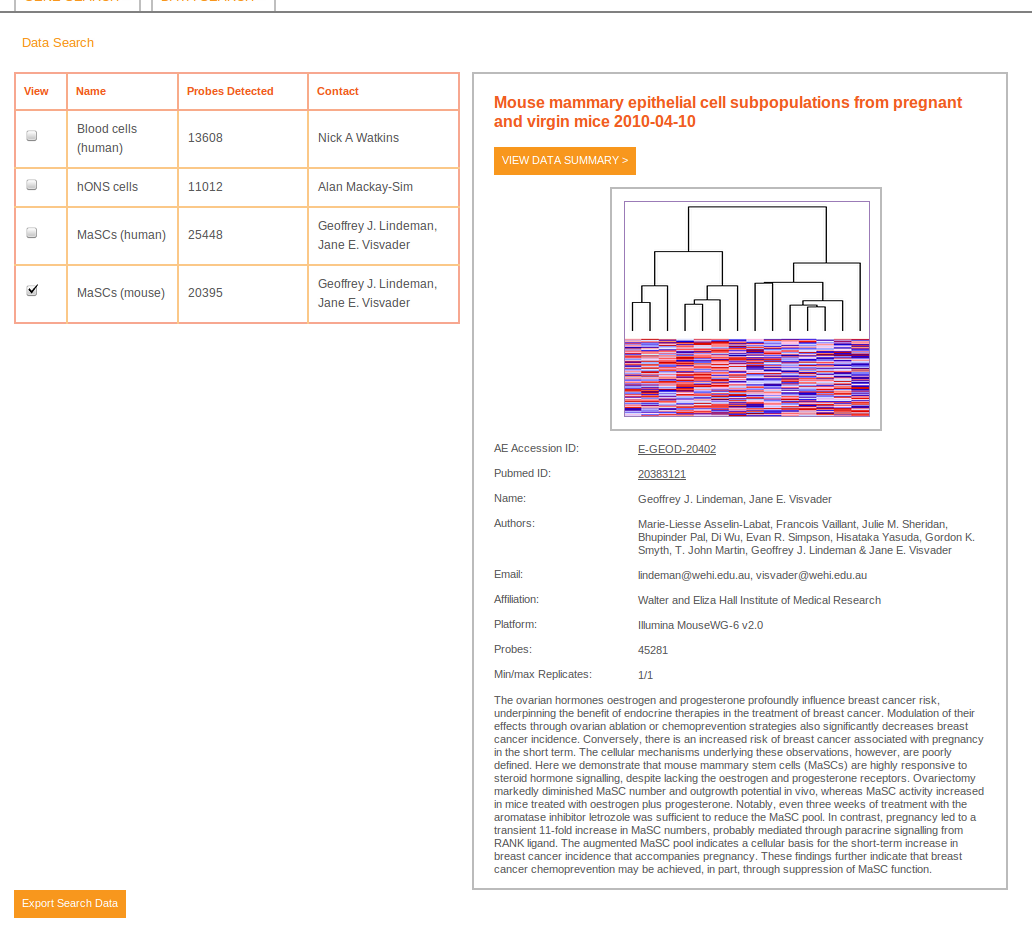 Data Search
View Name Probes Detected Contact
Blood cells
(human) 13608 Nick A Watkins
hONS cells 11012 Alan Mackay-Sim
MaSCs (human) 25448 Geoffrey J. Lindeman,
Jane E. Visvader
MaSCs (mouse) 20395 Geoffrey J. Lindeman,
Jane E. Visvader
Export Search Data
Mouse mammary epithelial cell subpopulations from pregnant
and virgin mice 2010-04-10
VIEW DATA SUMMARY >
AE Accession ID: E-GEOD-20402
Pubmed ID: 20383121
Name: Geoffrey J. Lindeman, Jane E. Visvader
Authors: Marie-Liesse Asselin-Labat, Francois Vaillant, Julie M. Sheridan,
Bhupinder Pal, Di Wu, Evan R. Simpson, Hisataka Yasuda, Gordon K.
Smyth, T. John Martin, Geoffrey J. Lindeman & Jane E. Visvader
Email: lindeman@wehi.edu.au, visvader@wehi.edu.au
Affiliation: Walter and Eliza Hall Institute of Medical Research
Platform: Illumina MouseWG-6 v2.0
Probes: 45281
Min/max Replicates: 1/1
The ovarian hormones oestrogen and progesterone profoundly influence breast cancer risk,
underpinning the benefit of endocrine therapies in the treatment of breast cancer. Modulation of their
effects through ovarian ablation or chemoprevention strategies also significantly decreases breast
cancer incidence. Conversely, there is an increased risk of breast cancer associated with pregnancy
in the short term. The cellular mechanisms underlying these observations, however, are poorly
defined. Here we demonstrate that mouse mammary stem cells (MaSCs) are highly responsive to
steroid hormone signalling, despite lacking the oestrogen and progesterone receptors. Ovariectomy
markedly diminished MaSC number and outgrowth potential in vivo, whereas MaSC activity increased
in mice treated with oestrogen plus progesterone. Notably, even three weeks of treatment with the
aromatase inhibitor letrozole was sufficient to reduce the MaSC pool. In contrast, pregnancy led to a
transient 11-fold increase in MaSC numbers, probably mediated through paracrine signalling from
RANK ligand. The augmented MaSC pool indicates a cellular basis for the short-term increase in
breast cancer incidence that accompanies pregnancy. These findings further indicate that breast
cancer chemoprevention may be achieved, in part, through suppression of MaSC function.